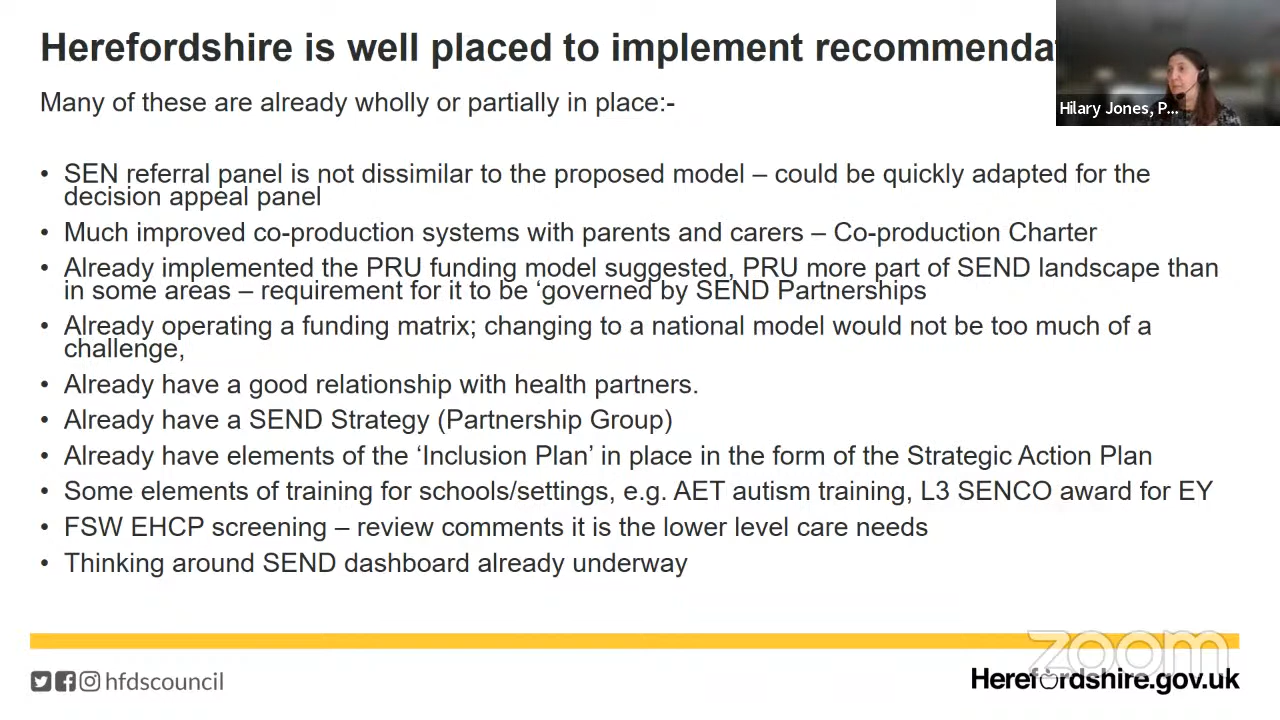 Herefordshire is well placed to implement recommenda
Many of these are already wholly or partially in place:-
Hilary Jones, P...
• SEN referral panel is not dissimilar to the proposed model – could be quickly adapted for the
decision appeal panel
• Much improved co-production systems with parents and carers – Co-production Charter
• Already implemented the PRU funding model suggested, PRU more part of SEND landscape than
in some areas – requirement for it to be ‘governed by SEND Partnerships
• Already operating a funding matrix; changing to a national model would not be too much of a
challenge,
• Already have a good relationship with health partners.
• Already have a SEND Strategy (Partnership Group)
• Already have elements of the ‘Inclusion Plan’ in place in the form of the Strategic Action Plan
• Some elements of training for schools/settings, e.g. AET autism training, L3 SENCO award for EY
• FSW EHCP screening – review comments it is the lower level care needs
• Thinking around SEND dashboard already underway
zoom
hfdscouncil
Herefordshire.gov.uk